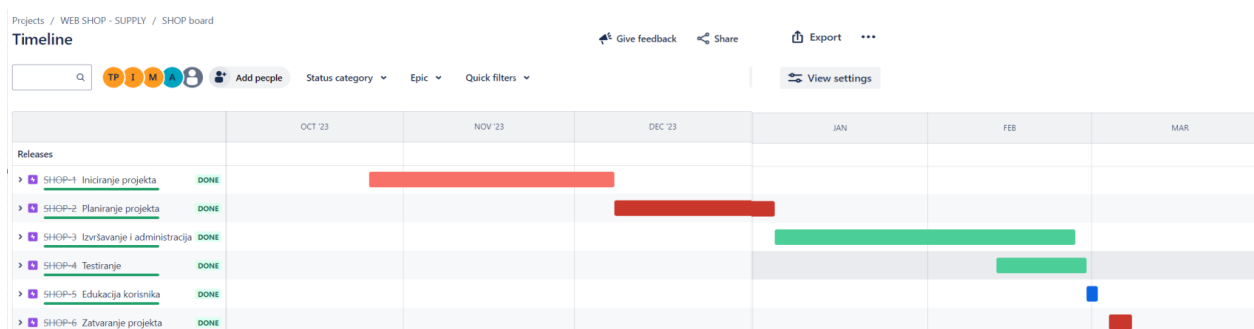 Projects / WEB SHOP - SUPPLY / SHOP board
Timeline
Give feedback Share Export
TP I M A Add people Status category Epic Quick filters View settings
OCT '23 NOV '23 DEC '23 JAN FEB MAR
Releases
SHOP-1 Iniciranje projekta DONE
SHOP-2 Planiranje projekta DONE
SHOP-3 Izvršavanje i administracija DONE
SHOP-4 Testiranje DONE
SHOP-5 Edukacija korisnika DONE
SHOP-6 Zatvaranje projekta DONE